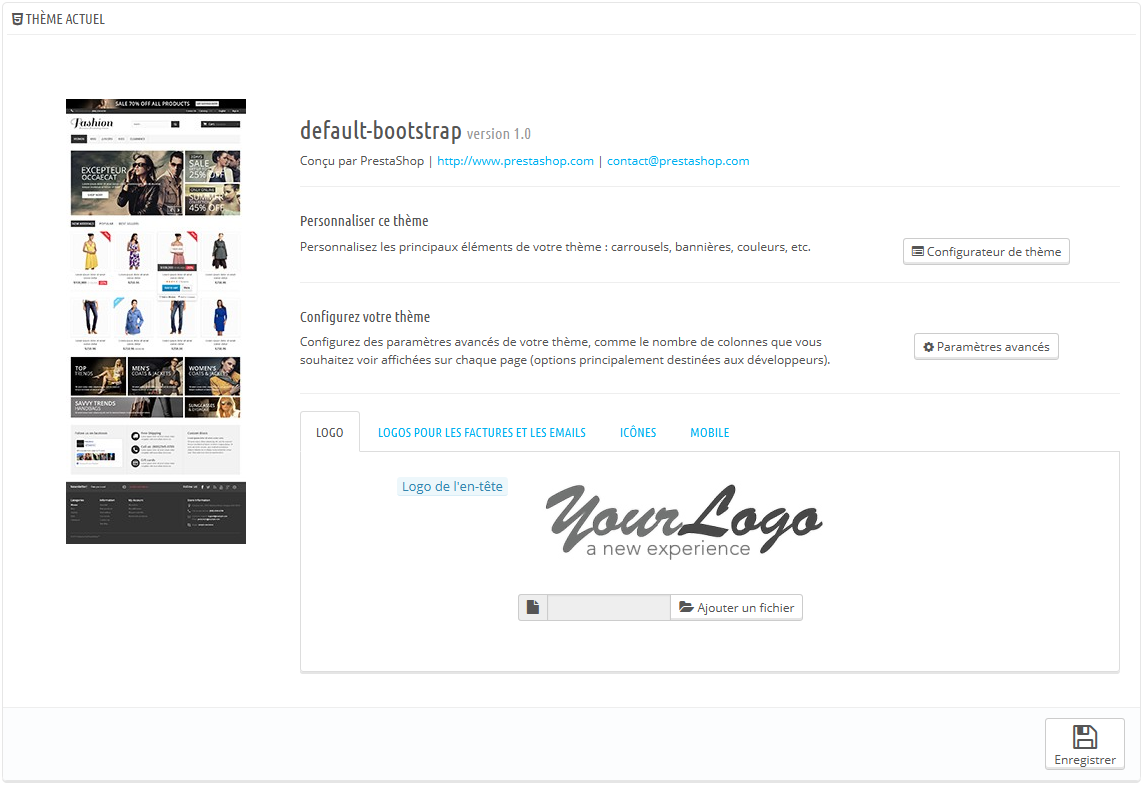 THÈME ACTUEL
SALE 70% OFF ALL PRODUCTS
Fashion
EXCEPTEUR
OCCAECAT
SALE
25% OFF
ONLY ONLINE
SUMMER
45% OFF
TOP
TRENDS
MEN'S
COATS & JACKETS
WOMEN'S
COATS & JACKETS
SAVVY TRENDS
HANDBAGS
SUNGLASSES
default-bootstrap version 1.0
Conçu par PrestaShop | http://www.prestashop.com | contact@prestashop.com
Personnaliser ce thème
Personnalisez les principaux éléments de votre thème : carrousels, bannières, couleurs, etc.
Configurateur de thème
Configurez votre thème
Configurez des paramètres avancés de votre thème, comme le nombre de colonnes que vous
souhaitez voir affichées sur chaque page (options principalement destinées aux développeurs).
Paramètres avancés
LOGO LOGOS POUR LES FACTURES ET LES EMAILS ICÔNES MOBILE
Logo de l'en-tête
YourLogo
a new experience
Ajouter un fichier
Enregistrer